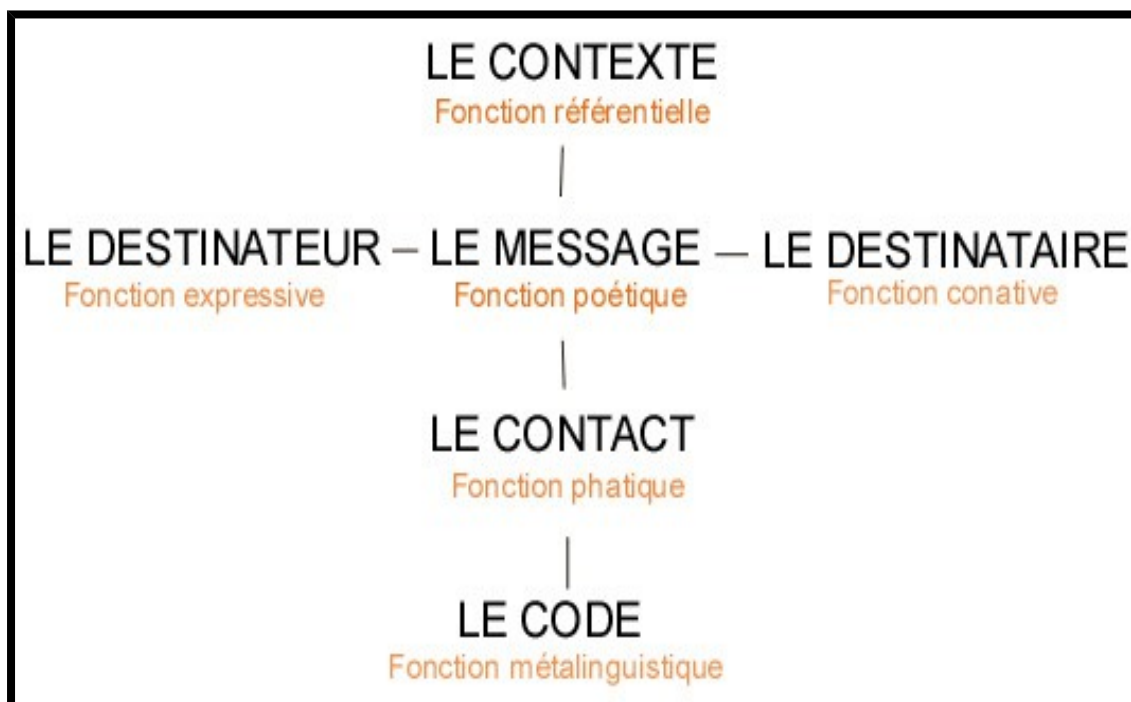 LE CONTEXTE
Fonction référentielle
LE DESTINATEUR – LE MESSAGE – LE DESTINATAIRE
Fonction expressive Fonction poétique Fonction conative
LE CONTACT
Fonction phatique
LE CODE
Fonction métalinguistique